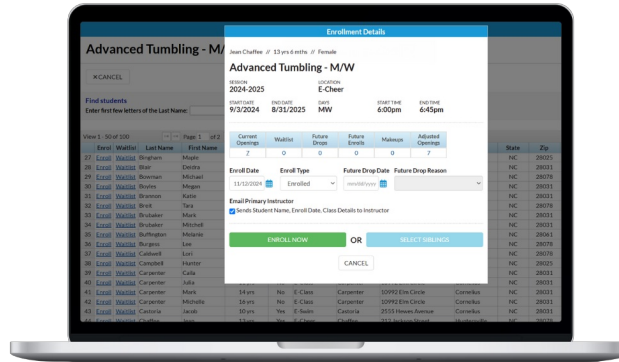 Enrollment Details
Jean Chaffee // 13 yrs 6 mths // Female
Advanced Tumbling - M/W
SESSION LOCATION
2024-2025 E-Cheer
START DATE END DATE DAYS START TIME END TIME
9/3/2024 8/31/2025 MW 6:00pm 6:45pm
Current Openings Waitlist Future Drops Future Enrolls Makeups Adjusted Openings
2 0 0 0 0 7
Enroll Date Enroll Type Future Drop Date Future Drop Reason
11/12/2024 Enrolled mm/dd/yyyy
Email Primary Instructor
Sends Student Name, Enroll Date, Class Details to Instructor
ENROLL NOW OR SELECT SIBLINGS
CANCEL
Advanced Tumbling - M/
×CANCEL
Find students
Enter first few letters of the Last Name:
View 1 - 50 of 100 Page 1 of 2
Enroll Waitlist Last Name First Name State Zip
27 Enroll Waitlist Bingham Mayte NC 28025
28 Enroll Waitlist Blair Deirdra NC 28031
29 Enroll Waitlist Bowman Michael NC 28078
30 Enroll Waitlist Boyles Megan NC 28031
31 Enroll Waitlist Brannon Katie NC 28031
32 Enroll Waitlist Brait Tara NC 28078
33 Enroll Waitlist Brubaker Mark NC 28031
34 Enroll Waitlist Brubaker Mitchell NC 28031
35 Enroll Waitlist Buffington Melanie NC 28061
36 Enroll Waitlist Burgess Lee NC 28078
37 Enroll Waitlist Caldwell Lori NC 28078
38 Enroll Waitlist Campbell Hunter NC 28025
39 Enroll Waitlist Carpenter Caila NC 28031
40 Enroll Waitlist Carpenter Julia NC 28031
41 Enroll Waitlist Carpenter Mark 14 yrs No E-Class Carpenter 10992 Elm Circle Cornelius NC 28031
42 Enroll Waitlist Carpenter Michelle 16 yrs No E-Class Carpenter 10992 Elm Circle Cornelius NC 28031
43 Enroll Waitlist Castoria Jacob 10 yrs Yes E-Swim Castoria 2555 Hewes Avenue Cornelius NC 28031